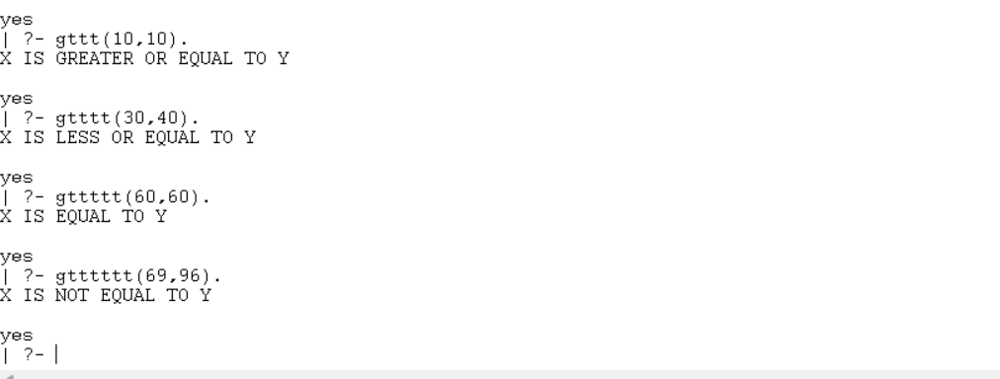 yes
| ?- gttt(10,10).
X IS GREATER OR EQUAL TO Y
yes
| ?- gtttt(30,40).
X IS LESS OR EQUAL TO Y
yes
| ?- gttttt(60,60).
X IS EQUAL TO Y
yes
| ?- gtttttt(69,96).
X IS NOT EQUAL TO Y
yes
| ?-